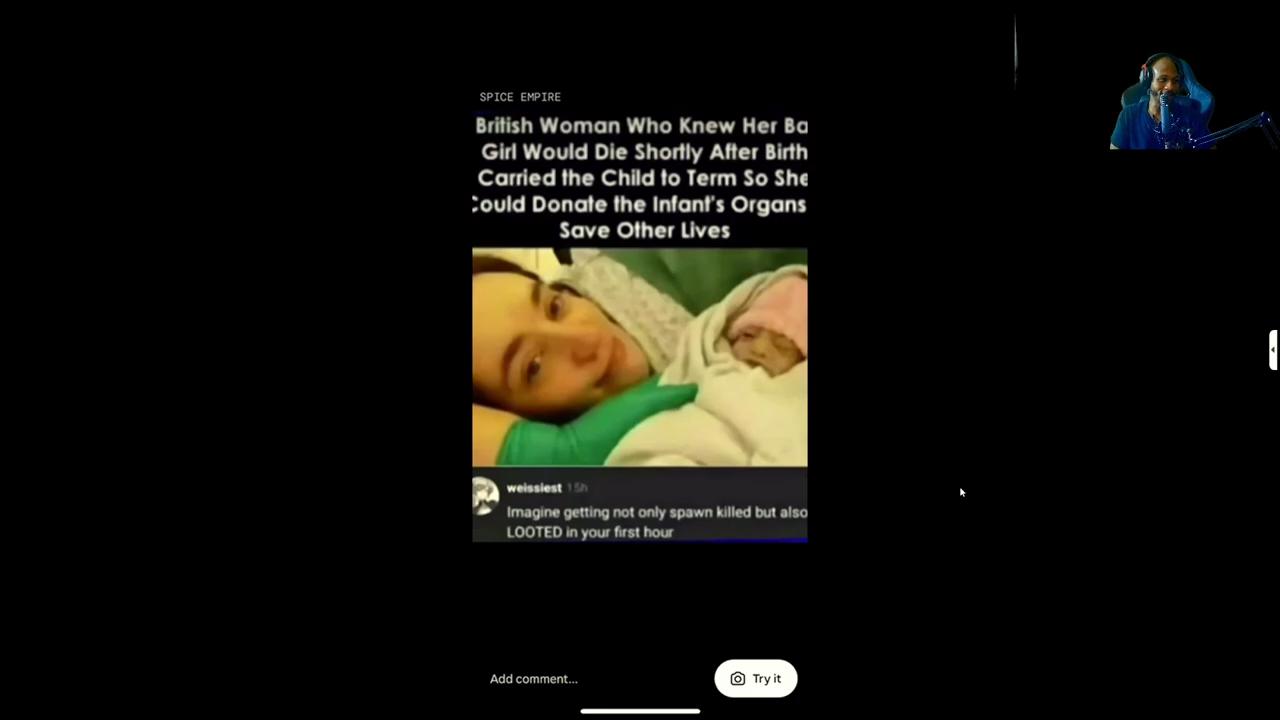 SPICE EMPIRE
British Woman Who Knew Her Ba
Girl Would Die Shortly After Birth
Carried the Child to Term So She
Could Donate the Infant's Organs
Save Other Lives
weissiest 15h
Imagine getting not only spawn killed but also
LOOTED in your first hour
Add comment...
Try it